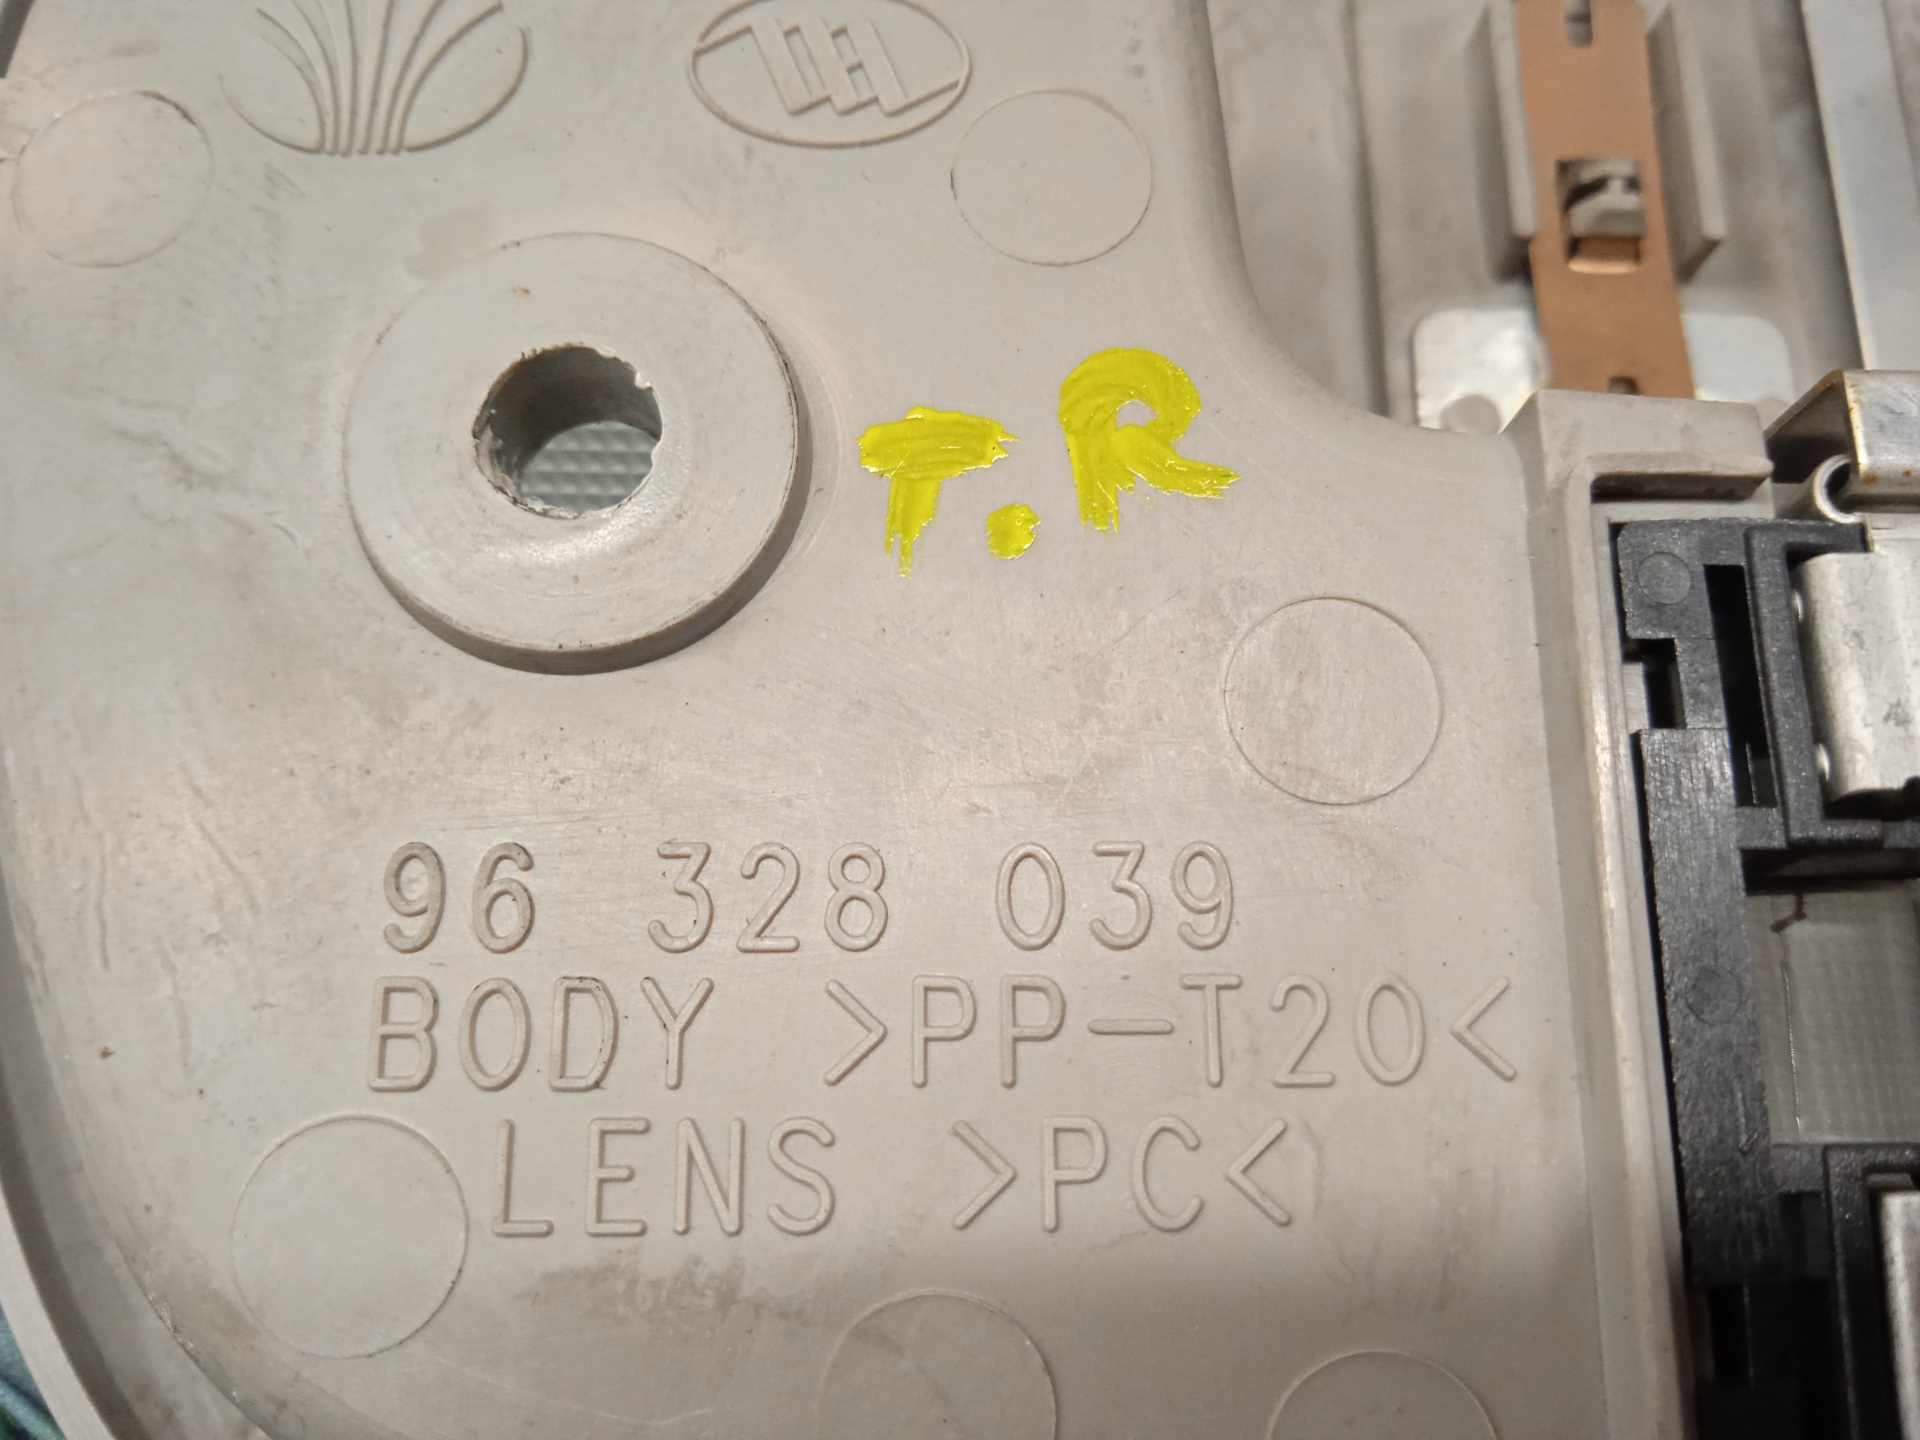 T.R
96 328 039
BODY >PP-T20<
LENS >PC<